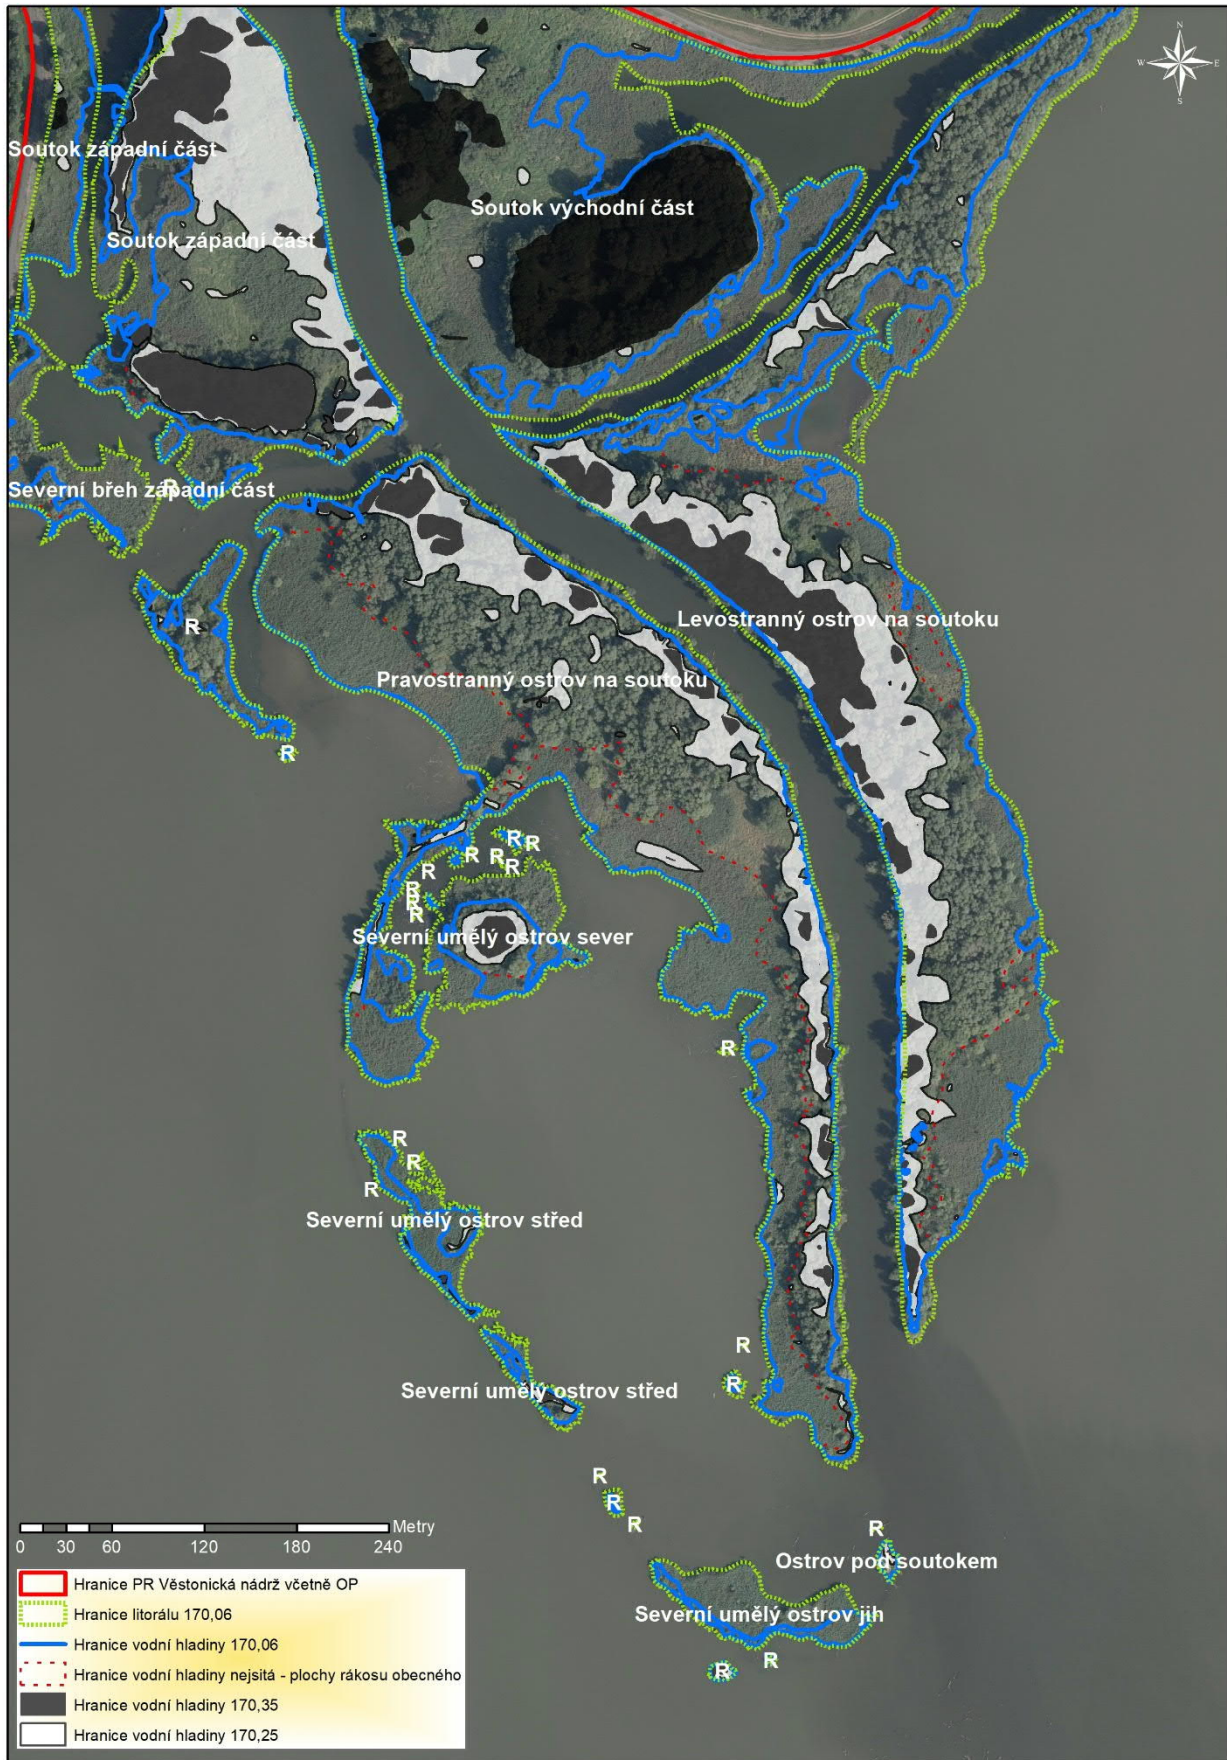 N
W E
S
Soutok západní část
Soutok východní část
Soutok západní část
Severní břeh západní část
R
Levostranný ostrov na soutoku
R
Pravostranný ostrov na soutoku
R
R
R
R
R
R
R
R
R
R
Severní umělý ostrov sever
R
R
R
R
Severní umělý ostrov střed
R
R
Severní umělý ostrov střed
R
R
R
R
Ostrov pod soutokem
Severní umělý ostrov jih
R
R
Metry
0 30 60 120 180 240
Hranice PR Věstonická nádrž včetně OP
Hranice litorálu 170,06
Hranice vodní hladiny 170,06
Hranice vodní hladiny nejsitá - plochy rákosu obecného
Hranice vodní hladiny 170,35
Hranice vodní hladiny 170,25